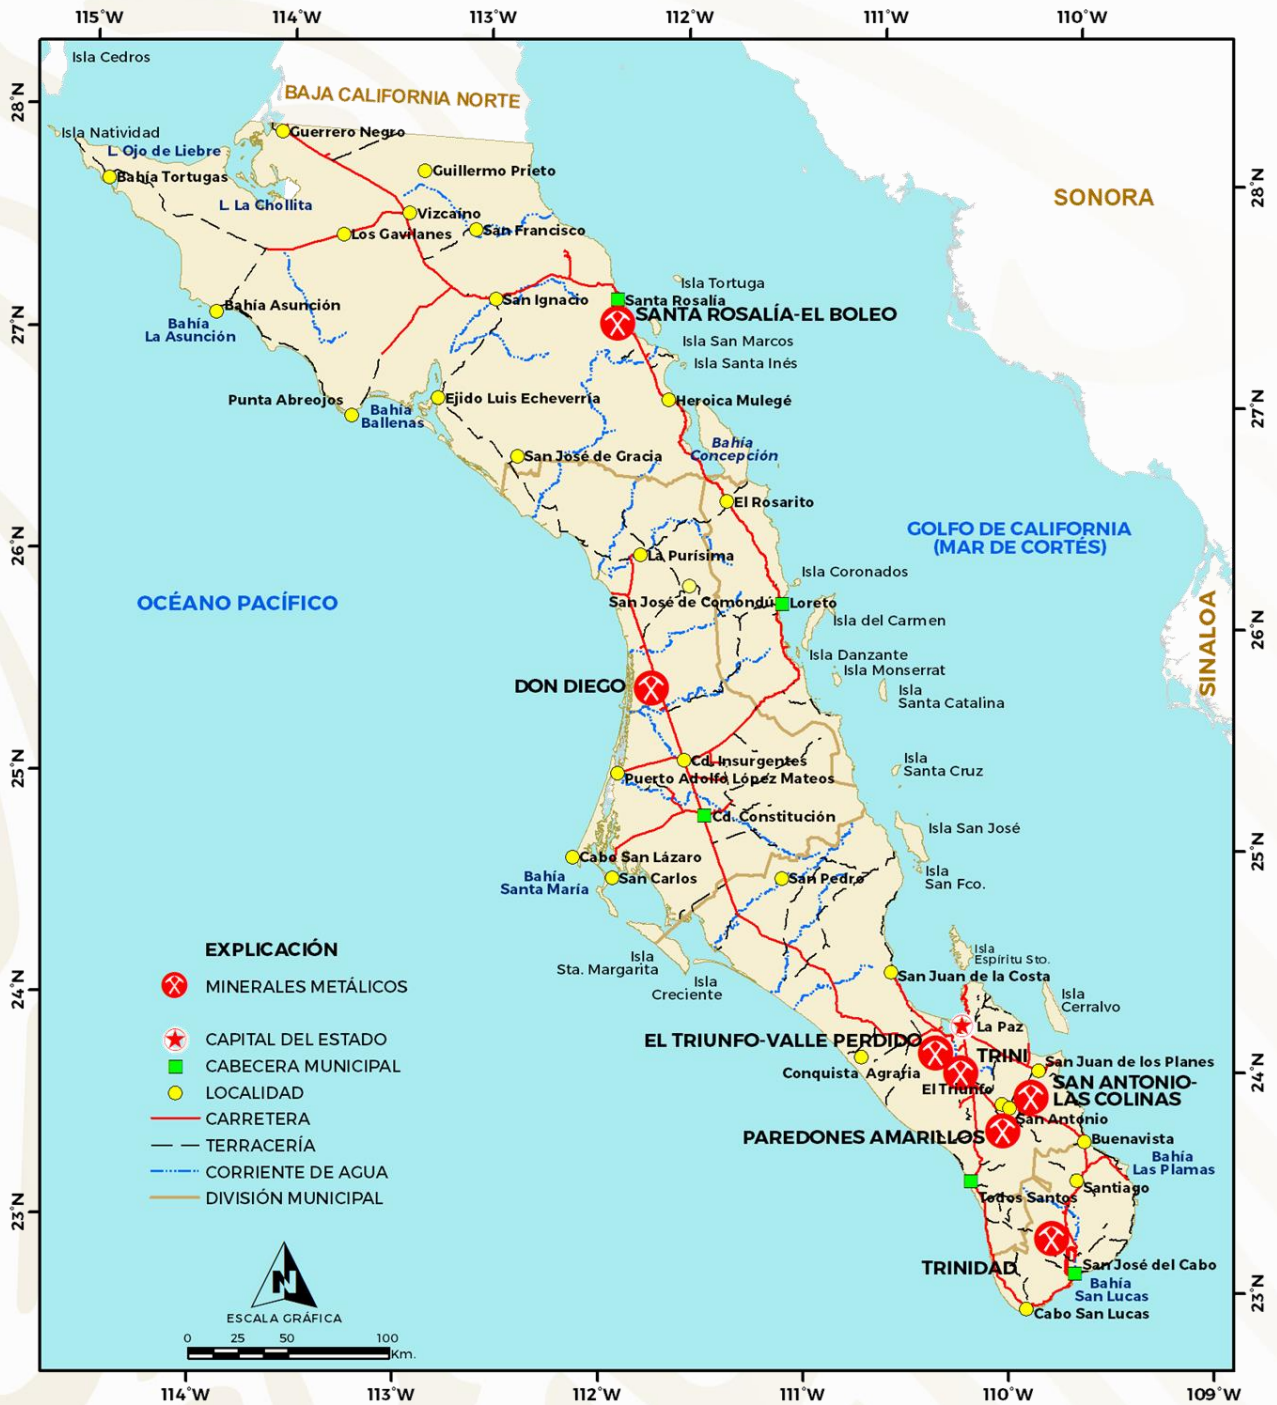 115°W
114°W
113°W
112°W
111°W
110°W
Isla Cedros
BAJA CALIFORNIA NORTE
28°N
Isla Natividad
Guerrero Negro
L. Ojo de Liebre
Bahía Tortugas
Guillermo Prieto
28°N
SONORA
L. La Chollita
Vizcaíno
Los Gavilanes
San Francisco
Isla Tortuga
San Ignacio
Santa Rosalía
Bahía Asunción
SANTA ROSALÍA-EL BOLEO
27°N
Bahía
La Asunción
Isla San Marcos
Isla Santa Inés
Punta Abreojos
Ejido Luis Echeverría
Heroica Mulegé
27°N
Bahía
Ballenas
Bahía
Concepción
San José de Gracia
El Rosarito
GOLFO DE CALIFORNIA
(MAR DE CORTÉS)
26°N
La Purísima
Isla Coronados
OCÉANO PACÍFICO
San José de Comondú
Loreto
Isla del Carmen
26°N
SINALOA
Isla Danzante
Isla Monserrat
DON DIEGO
Isla
Santa Catalina
25°N
Cd. Insurgentes
Isla
Santa Cruz
Puerto Adolfo López Mateos
Cd. Constitución
Isla San José
25°N
Cabo San Lázaro
Bahía
Santa María
San Carlos
San Pedro
Isla
San Fco.
EXPLICACIÓN
MINERALES METÁLICOS
CAPITAL DEL ESTADO
CABECERA MUNICIPAL
LOCALIDAD
CARRETERA
TERRACERÍA
CORRIENTE DE AGUA
DIVISIÓN MUNICIPAL
Isla
Sta. Margarita
Isla
Creciente
Isla
Espíritu Sto.
San Juan de la Costa
24°N
Isla
Cerralvo
La Paz
EL TRIUNFO-VALLE PERDIDO
TRINI
San Juan de los Planes
24°N
Conquista Agraria
El Triunfo
SAN ANTONIO-
LAS COLINAS
San Antonio
PAREDONES AMARILLOS
Buenavista
Bahía
Las Plamas
Santiago
Todos Santos
23°N
TRINIDAD
San José del Cabo
Bahía
San Lucas
23°N
Cabo San Lucas
N
ESCALA GRÁFICA
0 25 50 100
Km.
114°W
113°W
112°W
111°W
110°W
109°W